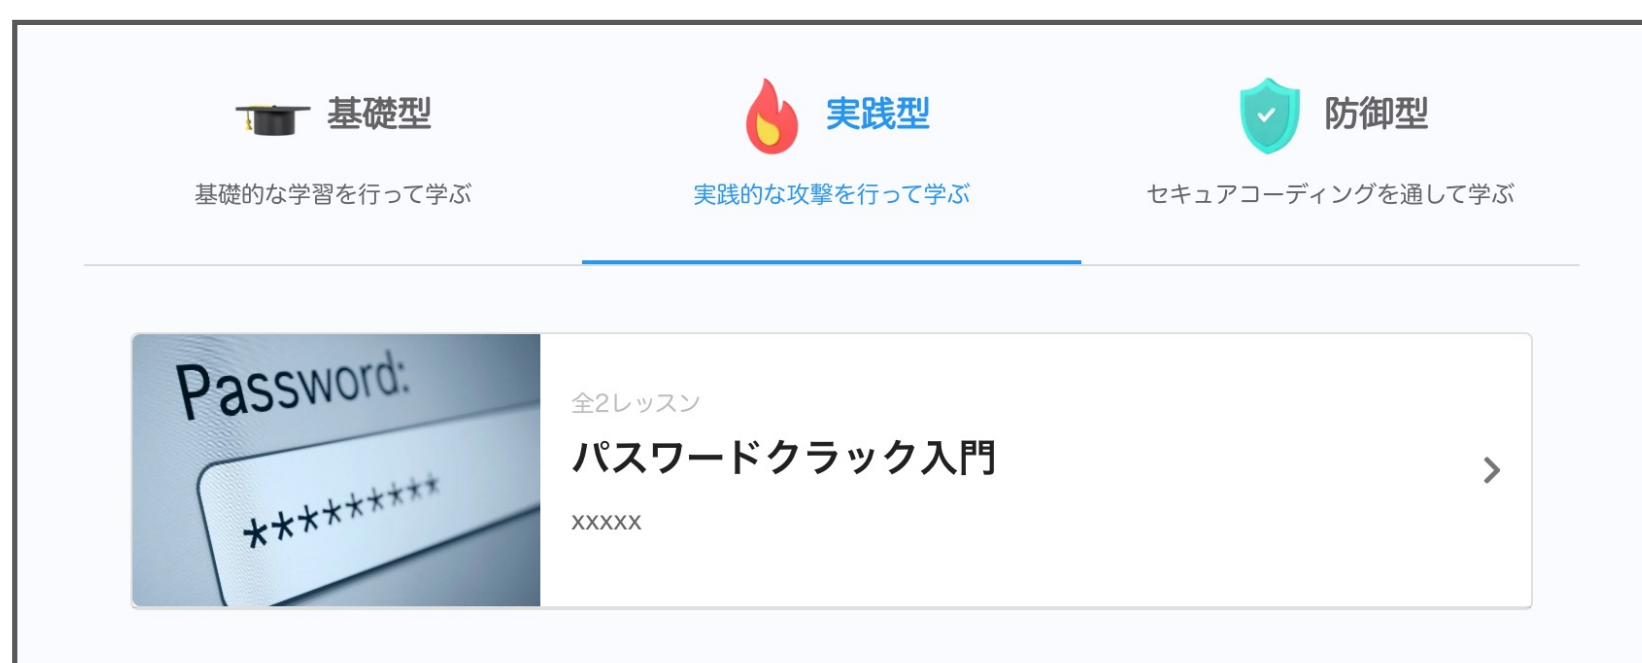 基礎型
基礎的な学習を行って学ぶ
実践型
実践的な攻撃を行って学ぶ
防御型
セキュアコーディングを通して学ぶ
Password:
*********
全2レッスン
パスワードクラック入門
xxxxx